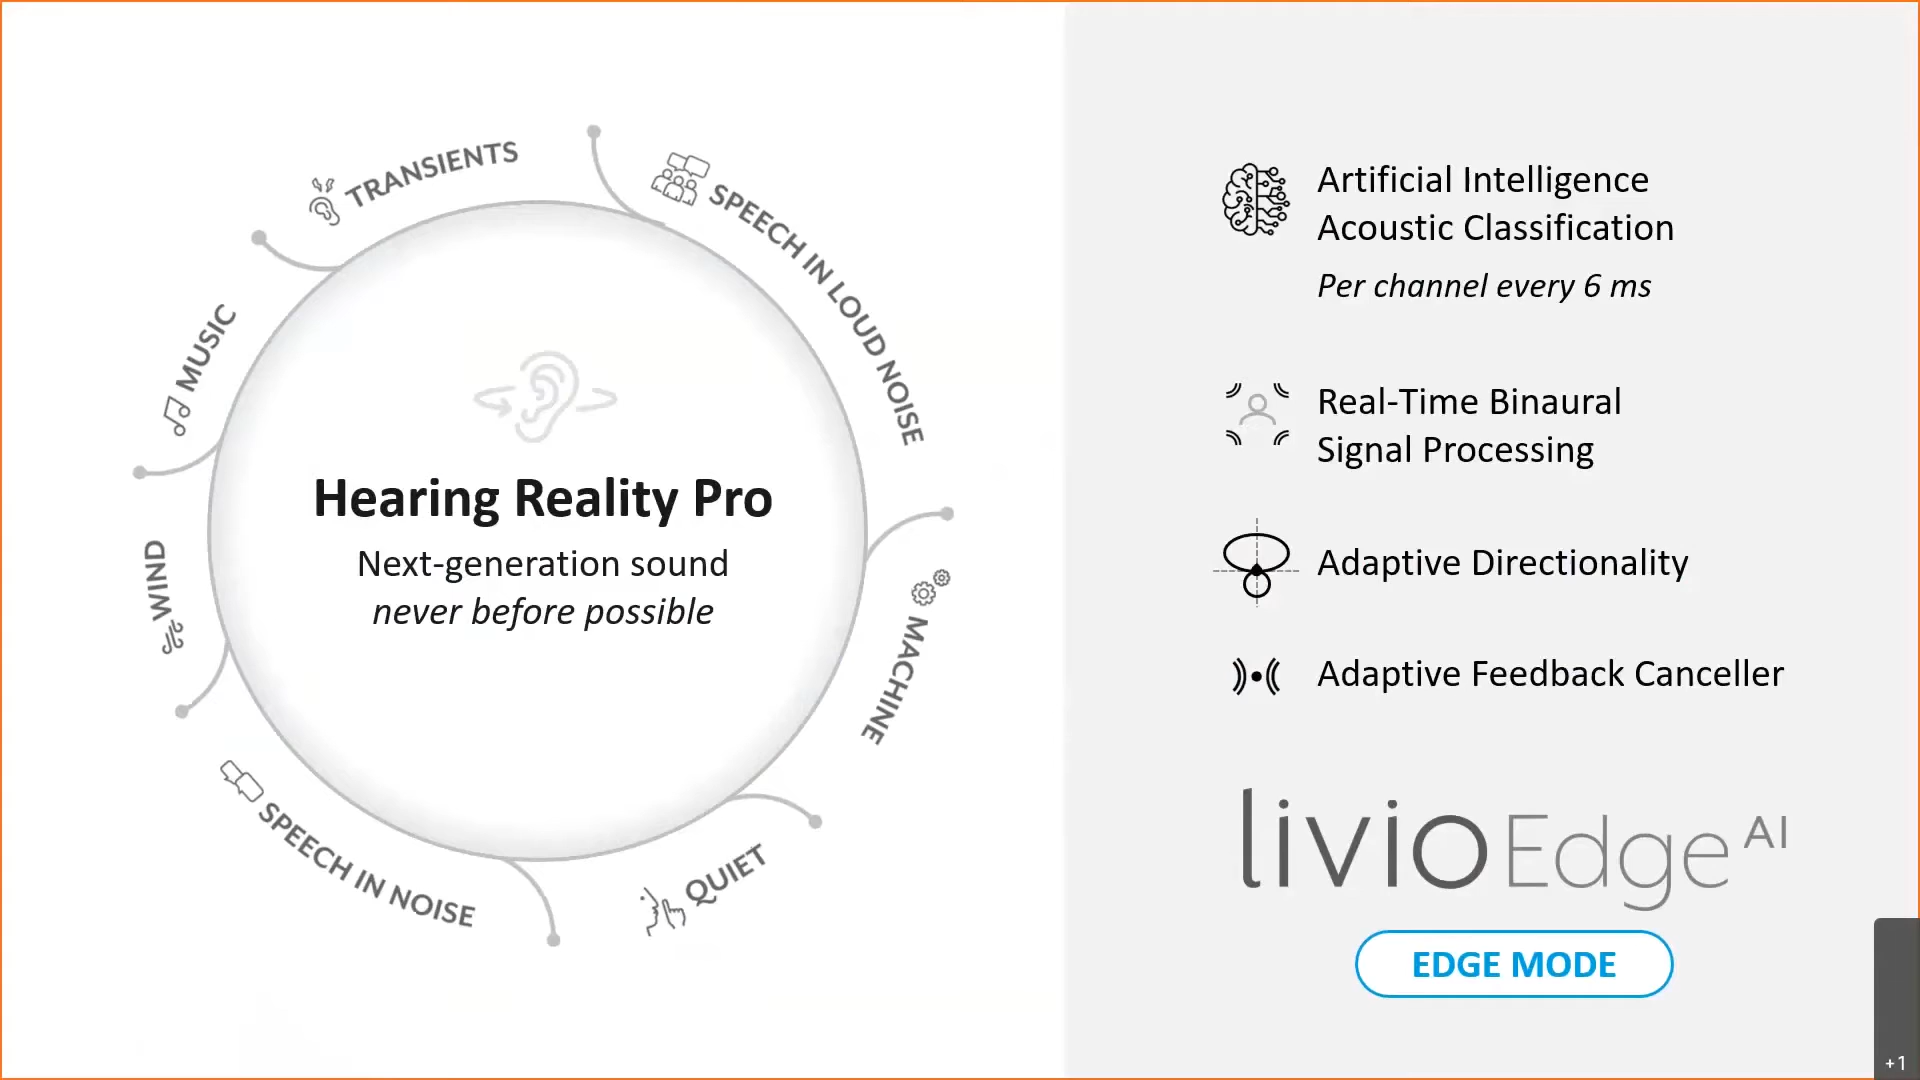 TRANSIENTS
SPEECH IN LOUD NOISE
MUSIC
WIND
MACHINE
SPEECH IN NOISE
QUIET
Hearing Reality Pro
Next-generation sound
never before possible
Artificial Intelligence
Acoustic Classification
Per channel every 6 ms
Real-Time Binaural
Signal Processing
Adaptive Directionality
Adaptive Feedback Canceller
livio Edge AI
EDGE MODE
+1